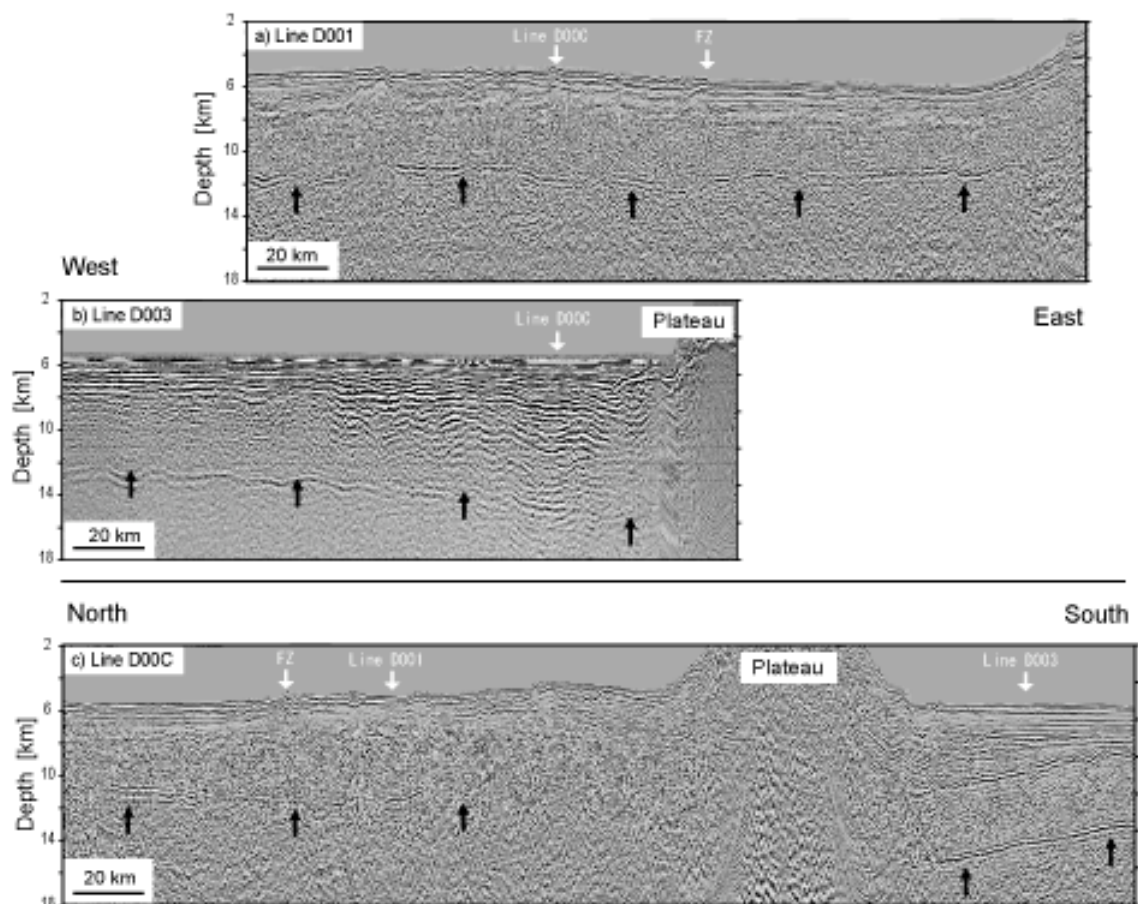 a) Line D001
Line D00C
FZ
Depth [km]
2
6
10
14
18
20 km
West
East
b) Line D003
Line D00C
Plateau
Depth [km]
2
6
10
14
18
20 km
North
South
c) Line D00C
FZ
Line D001
Plateau
Line D003
Depth [km]
2
6
10
14
18
20 km